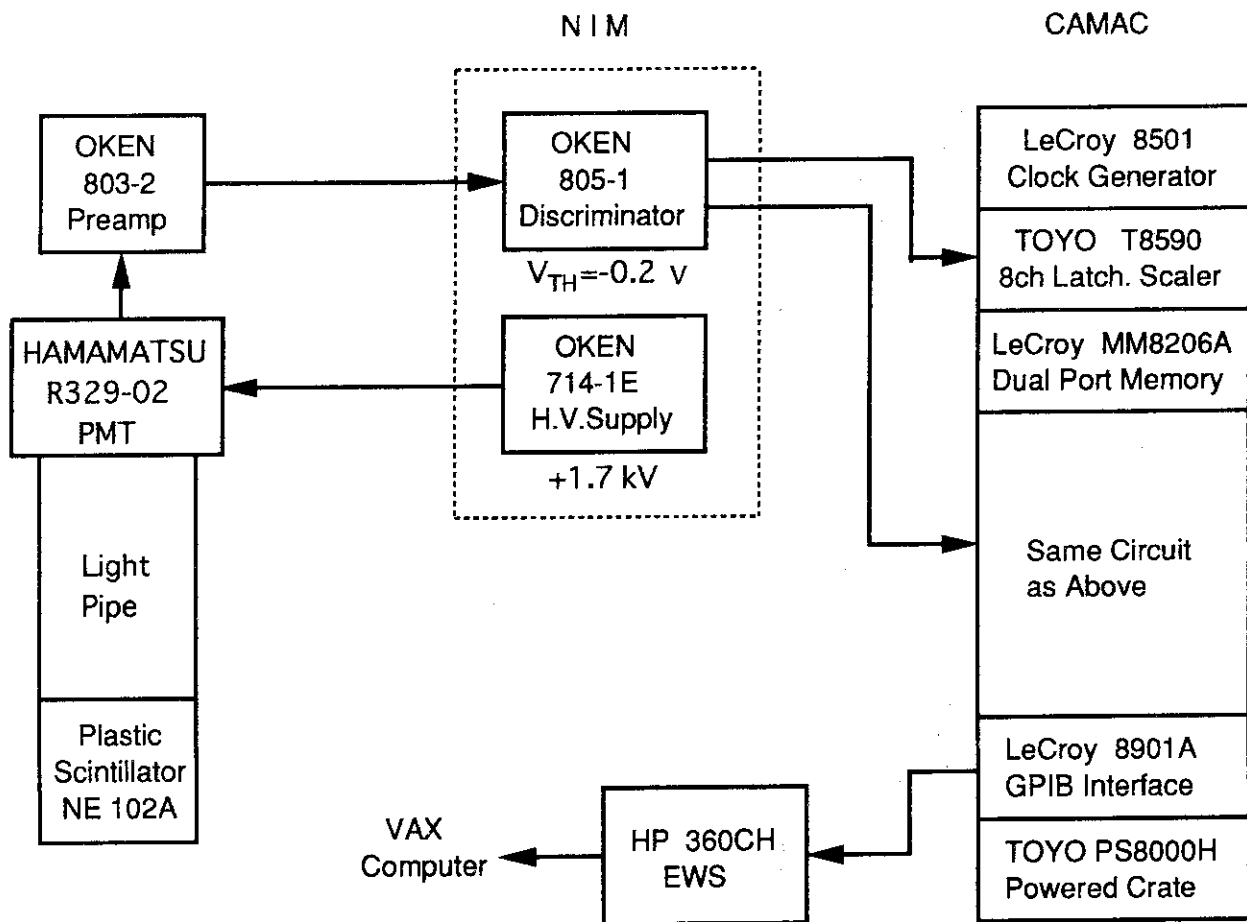 N I M
CAMAC
OKEN
803-2
Preamp
OKEN
805-1
Discriminator
V_TH=-0.2 V
LeCroy 8501
Clock Generator
TOYO T8590
8ch Latch. Scaler
LeCroy MM8206A
Dual Port Memory
HAMAMATSU
R329-02
PMT
OKEN
714-1E
H.V.Supply
+1.7 kV
Light
Pipe
Same Circuit
as Above
Plastic
Scintillator
NE 102A
LeCroy 8901A
GPIB Interface
TOYO PS8000H
Powered Crate
HP 360CH
EWS
VAX
Computer